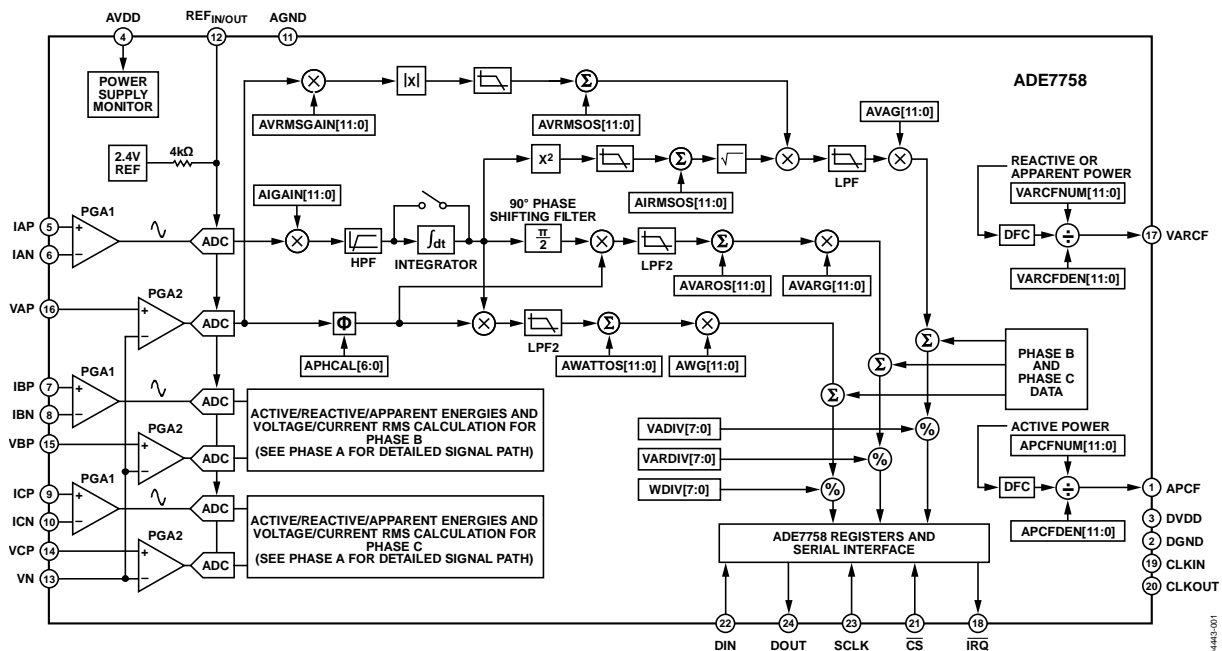 AVDD
REFIN/OUT
AGND
4
12
11
POWER
SUPPLY
MONITOR
ADE7758
|X|
Σ
AVRMSGAIN[11:0]
AVRMSOS[11:0]
AVAG[11:0]
2.4V
REF
4kΩ
X2
Σ
√
LPF
AIGAIN[11:0]
AIRMSOS[11:0]
90° PHASE
SHIFTING FILTER
REACTIVE OR
APPARENT POWER
VARCFNUM[11:0]
DFC
÷
17
VARCF
VARCFDEN[11:0]
PGA1
IAP
5
+
IAN
6
−
ADC
HPF
∫dt
INTEGRATOR
π
2
LPF2
Σ
AVAROS[11:0]
AVARG[11:0]
PGA2
VAP
16
+
−
ADC
Φ
APHCAL[6:0]
LPF2
Σ
AWATTOS[11:0]
AWG[11:0]
Σ
Σ
Σ
PHASE B
AND
PHASE C
DATA
PGA1
IBP
7
+
IBN
8
−
ADC
PGA2
VBP
15
+
−
ADC
ACTIVE/REACTIVE/APPARENT ENERGIES AND
VOLTAGE/CURRENT RMS CALCULATION FOR
PHASE B
(SEE PHASE A FOR DETAILED SIGNAL PATH)
VADIV[7:0]
%
VARDIV[7:0]
%
WDIV[7:0]
%
ACTIVE POWER
APCFNUM[11:0]
DFC
÷
1
APCF
APCFDEN[11:0]
3
DVDD
2
DGND
19
CLKIN
20
CLKOUT
PGA1
ICP
9
+
ICN
10
−
ADC
PGA2
VCP
14
+
VN
13
−
ADC
ACTIVE/REACTIVE/APPARENT ENERGIES AND
VOLTAGE/CURRENT RMS CALCULATION FOR
PHASE C
(SEE PHASE A FOR DETAILED SIGNAL PATH)
ADE7758 REGISTERS AND
SERIAL INTERFACE
22
24
23
21
18
DIN
DOUT
SCLK
CS
IRQ
04443-001